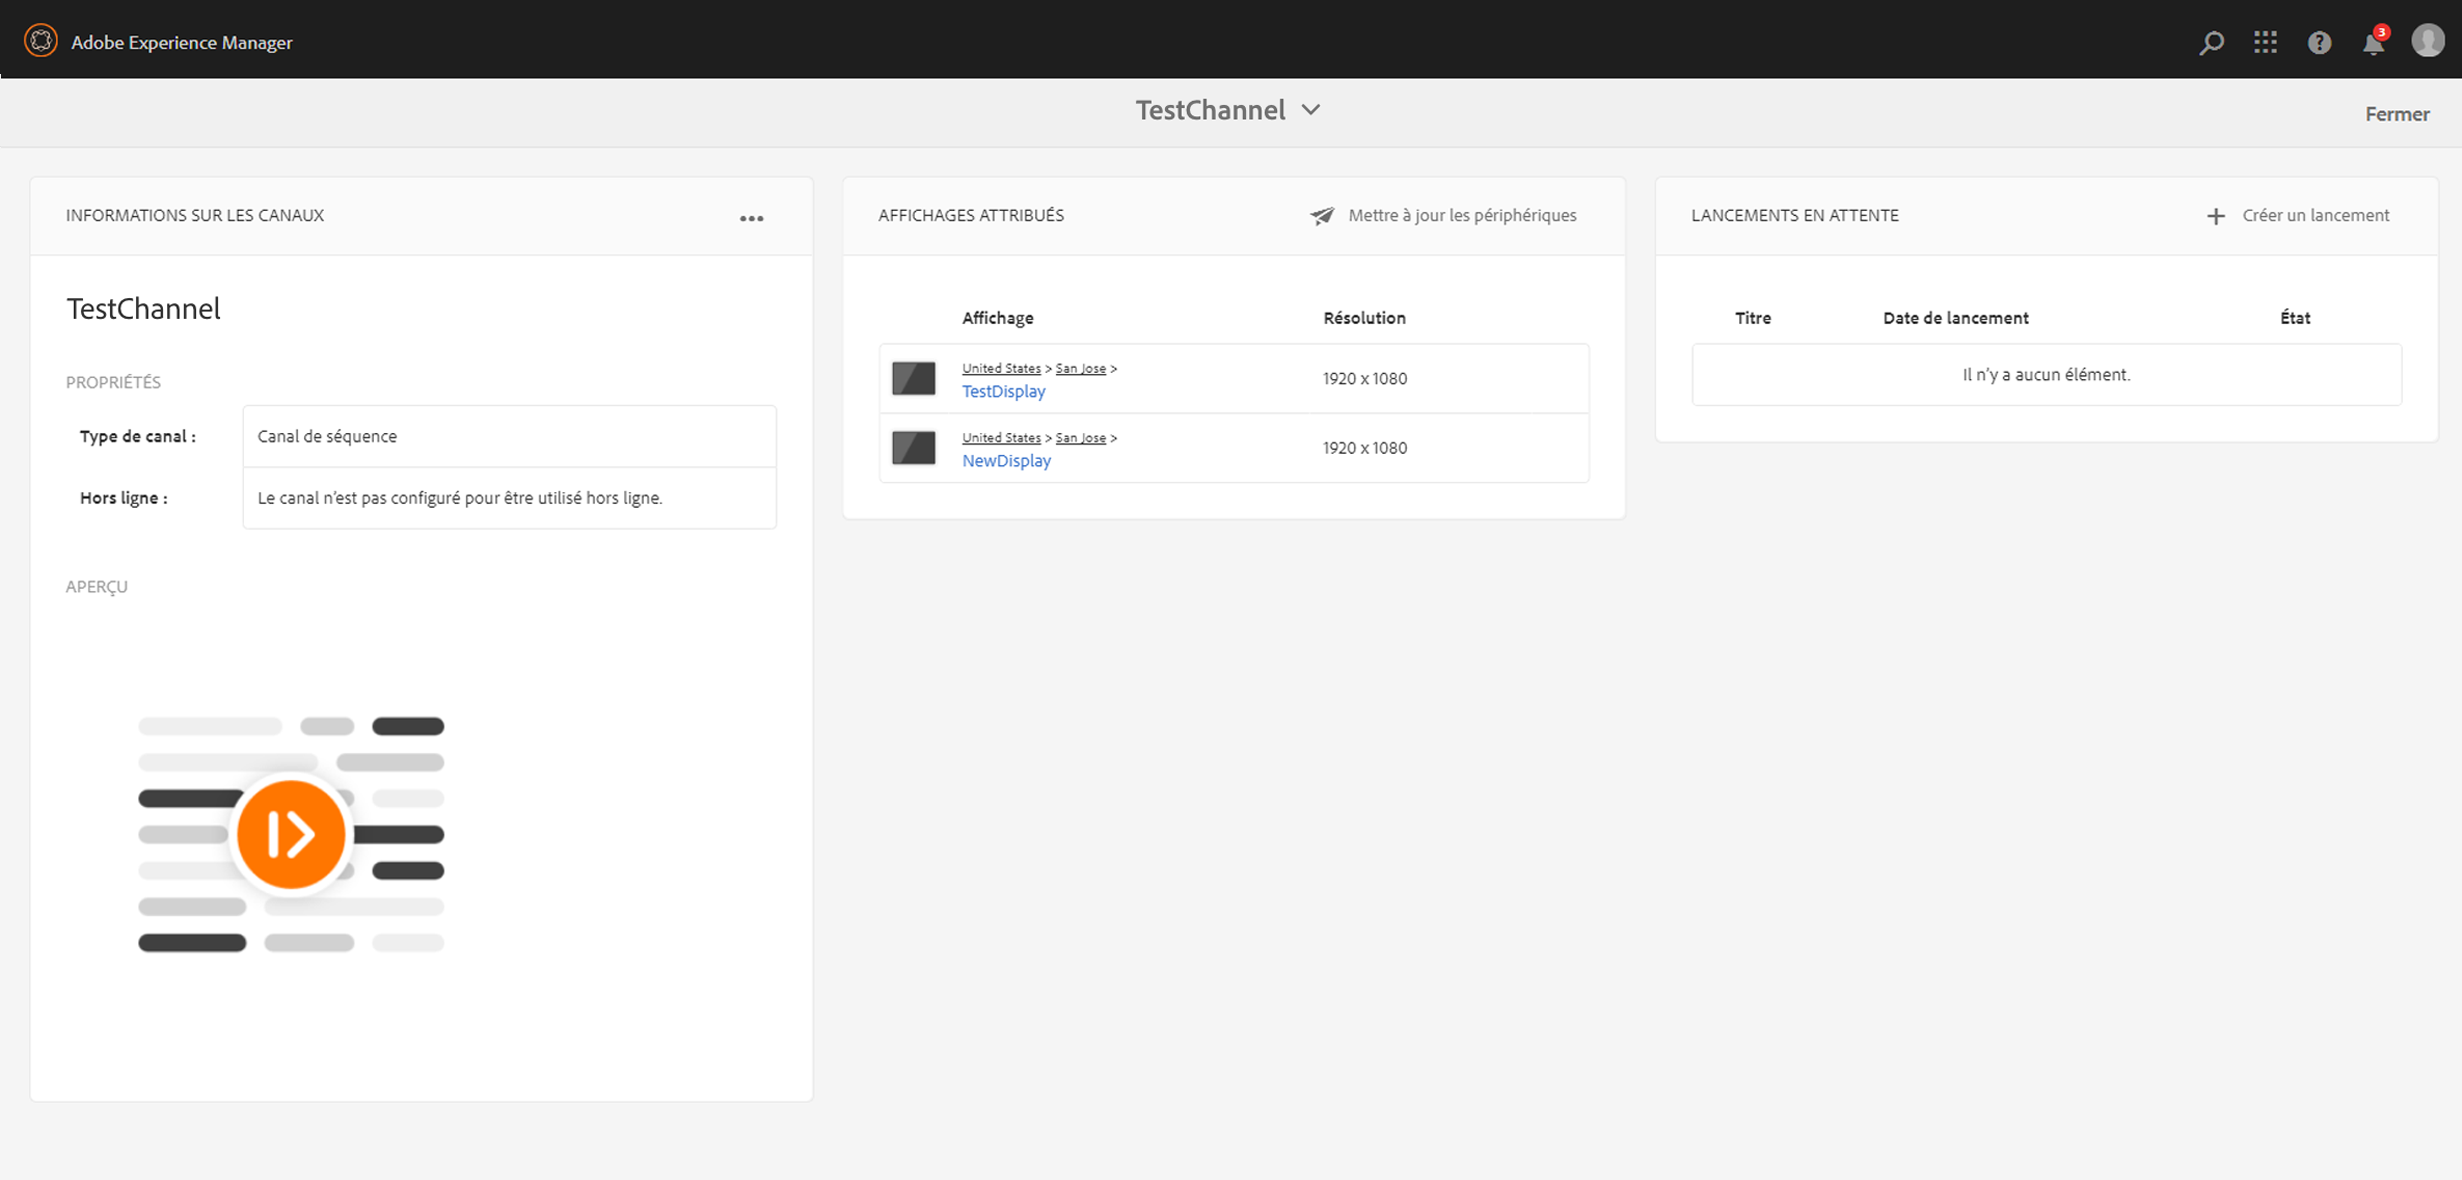 Adobe Experience Manager
3
TestChannel
Fermer
INFORMATIONS SUR LES CANAUX
TestChannel
PROPRIÉTÉS
Type de canal : Canal de séquence
Hors ligne : Le canal n’est pas configuré pour être utilisé hors ligne.
APERÇU
AFFICHAGES ATTRIBUÉS Mettre à jour les périphériques
Affichage Résolution
United States > San Jose >
TestDisplay 1920 x 1080
United States > San Jose >
NewDisplay 1920 x 1080
LANCEMENTS EN ATTENTE Créer un lancement
Titre Date de lancement État
Il n’y a aucun élément.